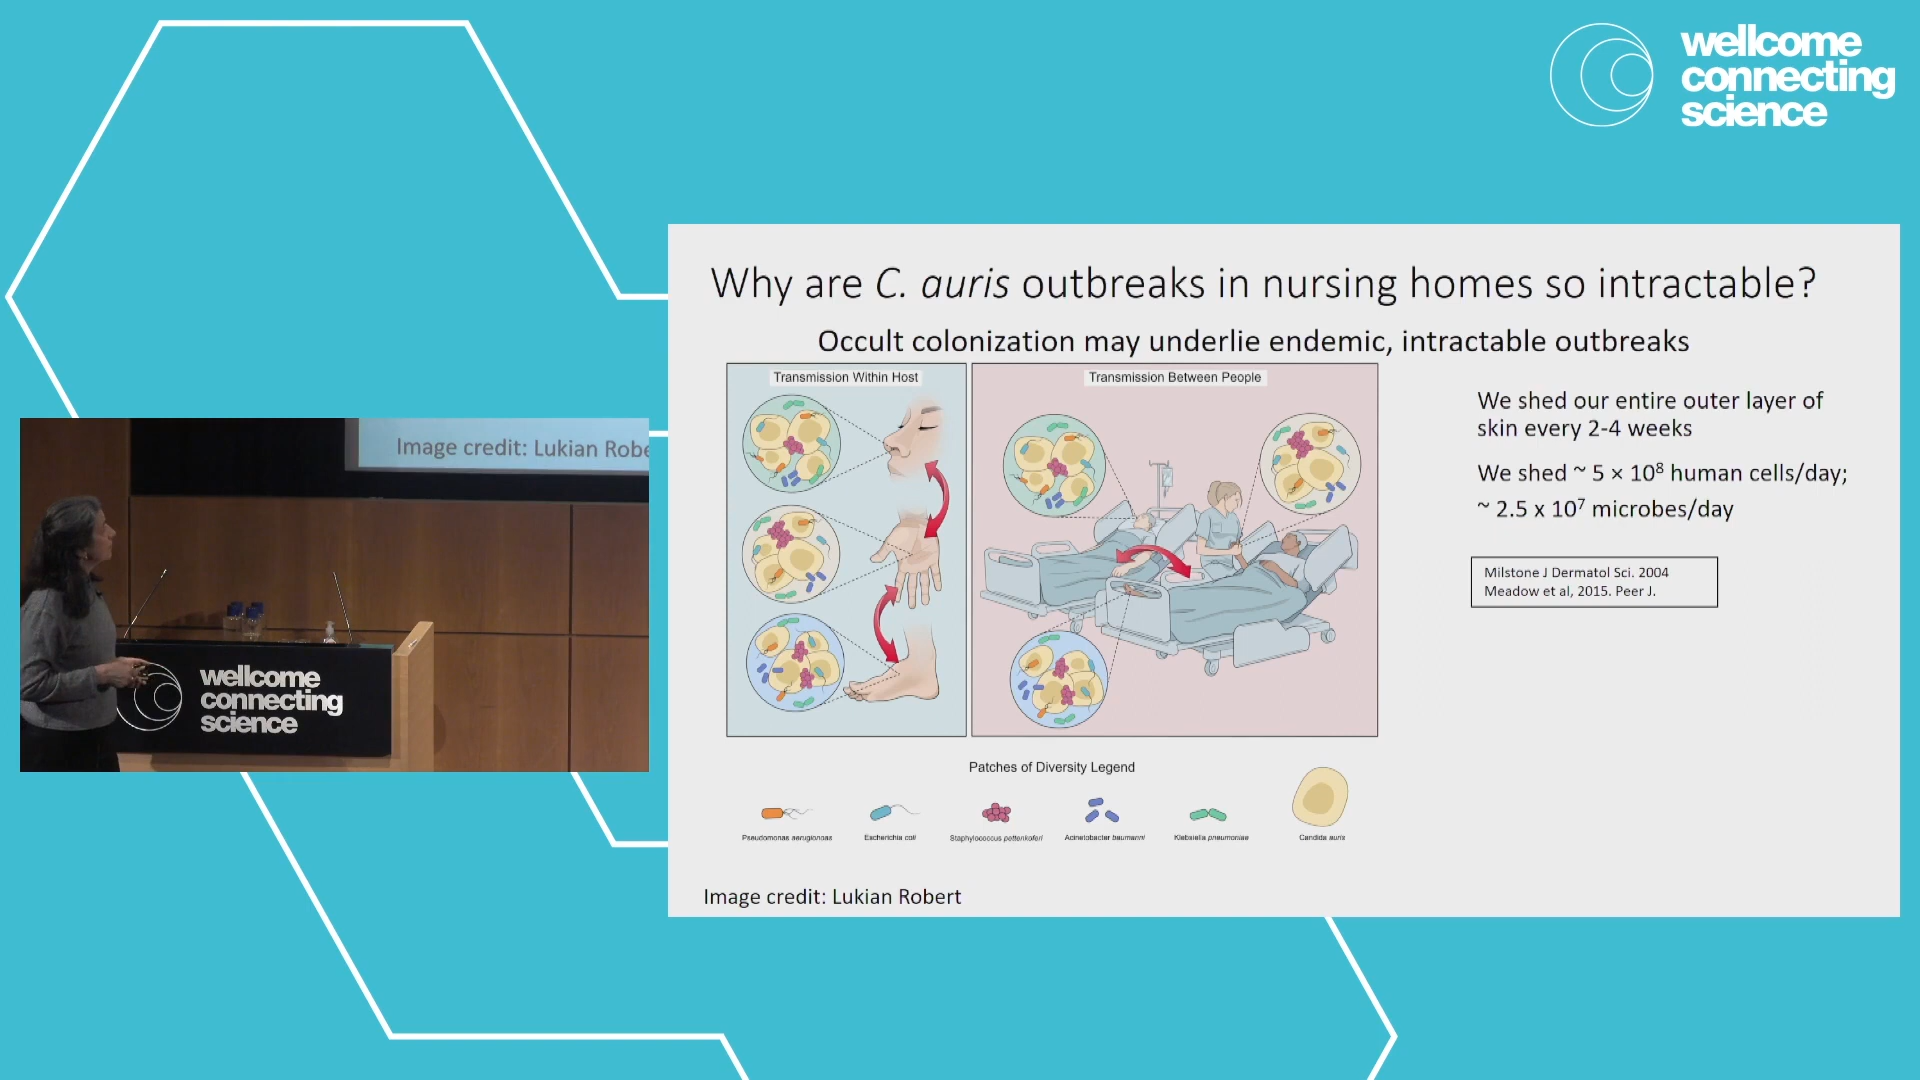 wellcome
connecting
science
Why are C. auris outbreaks in nursing homes so intractable?
Occult colonization may underlie endemic, intractable outbreaks
Transmission Within Host
Transmission Between People
We shed our entire outer layer of
skin every 2-4 weeks
We shed ~ 5 × 10⁸ human cells/day;
~ 2.5 x 10⁷ microbes/day
Milstone J Dermatol Sci. 2004
Meadow et al, 2015. Peer J.
Patches of Diversity Legend
Pseudomonas aerugionosa
Escherichia coli
Staphylococcus pettenkoferi
Acinetobacter baumanni
Klebsiella pneumoniae
Candida auris
Image credit: Lukian Robert
Image credit: Lukian Robe
wellcome
connecting
science